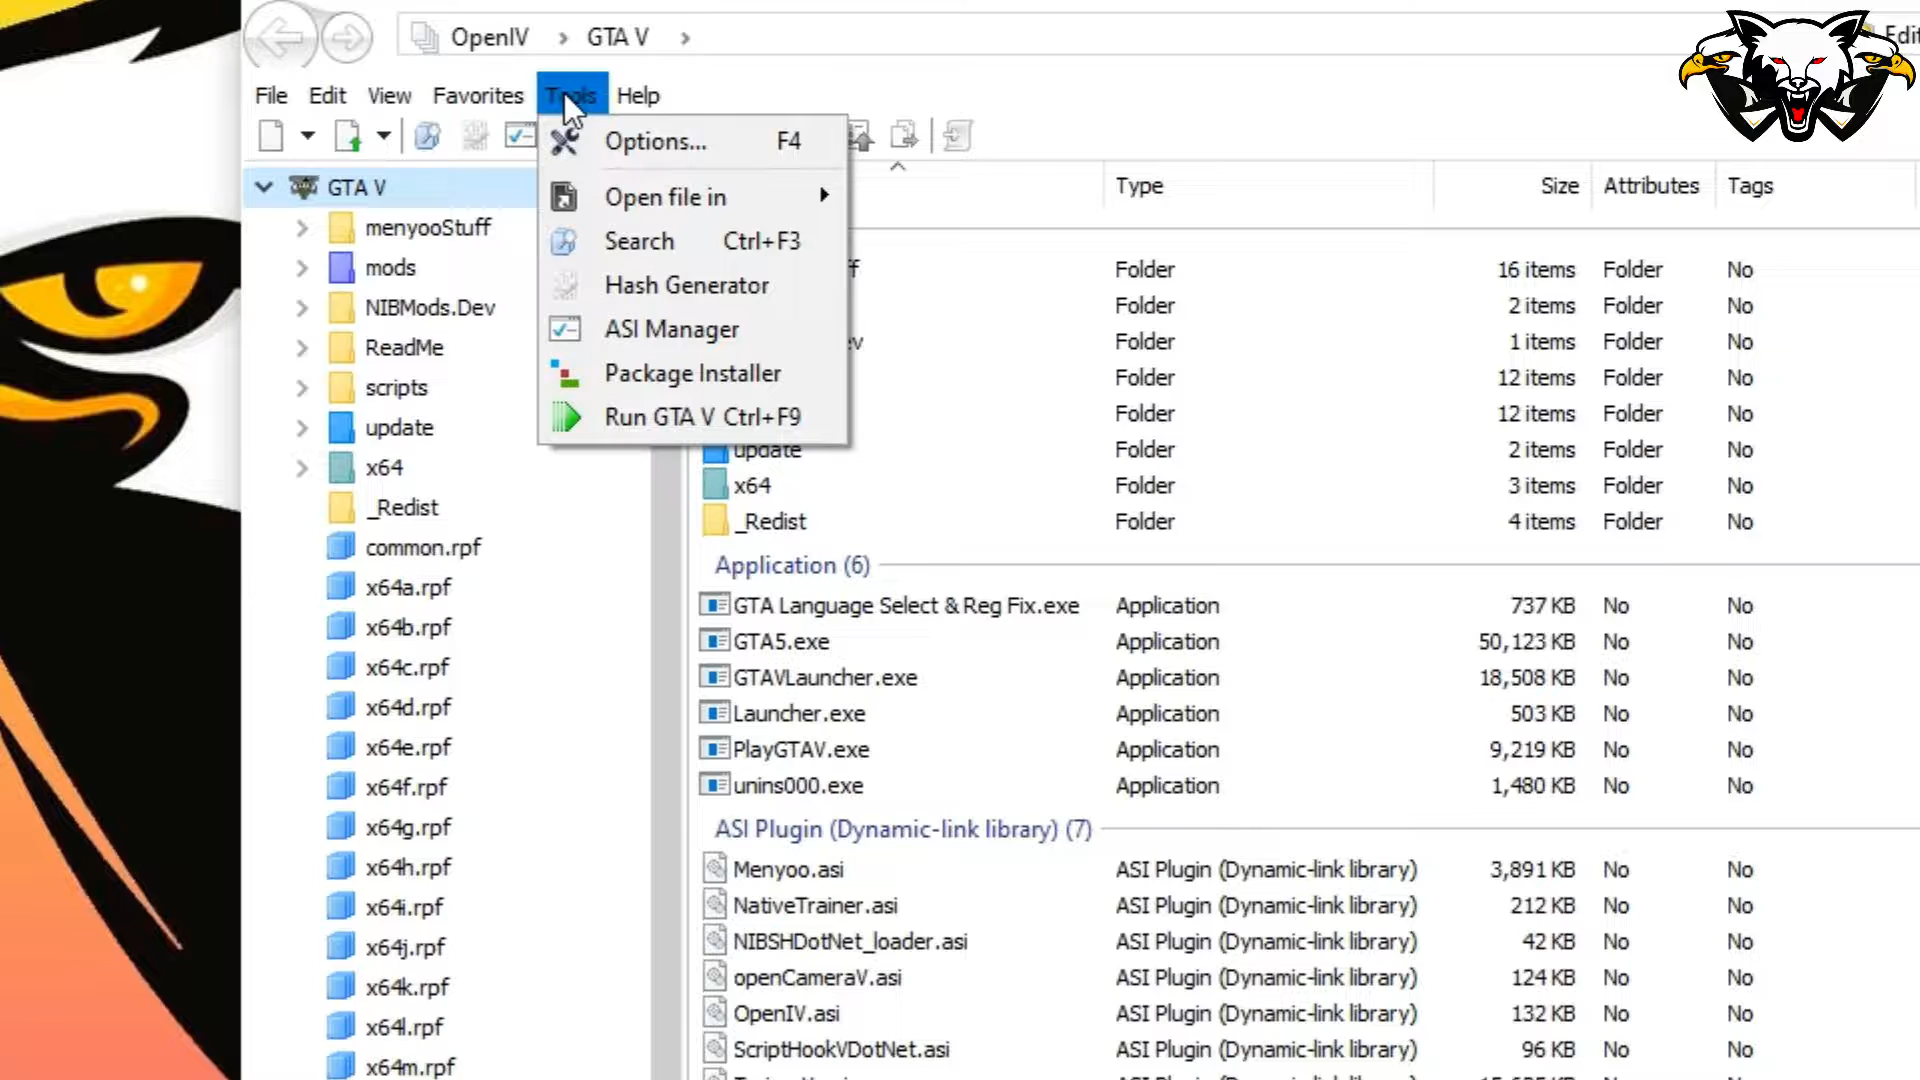 OpenIV > GTA V >
Edit
File Edit View Favorites Tools Help
Options... F4
Open file in
Search Ctrl+F3
Hash Generator
ASI Manager
Package Installer
Run GTA V Ctrl+F9
GTA V
menyooStuff
mods
NIBMods.Dev
ReadMe
scripts
update
x64
_Redist
common.rpf
x64a.rpf
x64b.rpf
x64c.rpf
x64d.rpf
x64e.rpf
x64f.rpf
x64g.rpf
x64h.rpf
x64i.rpf
x64j.rpf
x64k.rpf
x64l.rpf
x64m.rpf
Type Size Attributes Tags
Folder 16 items Folder No
Folder 2 items Folder No
Folder 1 items Folder No
Folder 12 items Folder No
Folder 12 items Folder No
update Folder 2 items Folder No
x64 Folder 3 items Folder No
_Redist Folder 4 items Folder No
Application (6)
GTA Language Select & Reg Fix.exe Application 737 KB No No
GTA5.exe Application 50,123 KB No No
GTAVLauncher.exe Application 18,508 KB No No
Launcher.exe Application 503 KB No No
PlayGTAV.exe Application 9,219 KB No No
unins000.exe Application 1,480 KB No No
ASI Plugin (Dynamic-link library) (7)
Menyoo.asi ASI Plugin (Dynamic-link library) 3,891 KB No No
NativeTrainer.asi ASI Plugin (Dynamic-link library) 212 KB No No
NIBSHDotNet_loader.asi ASI Plugin (Dynamic-link library) 42 KB No No
openCameraV.asi ASI Plugin (Dynamic-link library) 124 KB No No
OpenIV.asi ASI Plugin (Dynamic-link library) 132 KB No No
ScriptHookVDotNet.asi ASI Plugin (Dynamic-link library) 96 KB No No